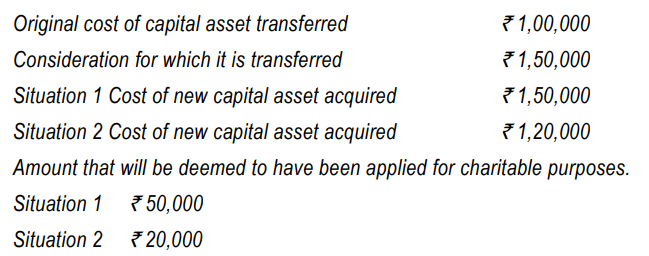 Original cost of capital asset transferred ₹ 1,00,000
Consideration for which it is transferred ₹ 1,50,000
Situation 1 Cost of new capital asset acquired ₹ 1,50,000
Situation 2 Cost of new capital asset acquired ₹ 1,20,000
Amount that will be deemed to have been applied for charitable purposes.
Situation 1 ₹ 50,000
Situation 2 ₹ 20,000